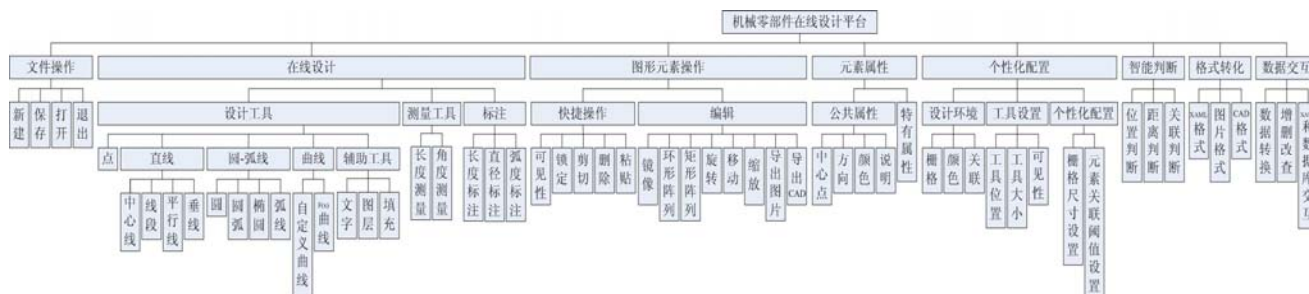 机械零部件在线设计平台
文件操作
在线设计
图形元素操作
元素属性
个性化配置
智能判断
格式转化
数据交互
新建
保存
打开
退出
设计工具
测量工具
标注
快捷操作
编辑
公共属性
特有属性
设计环境
工具设置
个性化配置
位置判断
距离判断
关联判断
XAML格式
图片格式
CAD格式
数据转换
增删改查
点
直线
圆-弧线
曲线
辅助工具
长度测量
角度测量
长度标注
直径标注
弧度标注
可见性
锁定
剪切
删除
粘贴
镜像
环形阵列
矩形阵列
旋转
移动
缩放
导出图片
导出CAD
中心点
方向
颜色
说明
栅格
颜色
关联
工具位置
工具大小
可见性
栅格尺寸设置
元素关联阈值设置
中心线
线段
平行线
垂线
圆
圆弧
椭圆
弧线
自定义曲线
曲线
文字
图层
填充